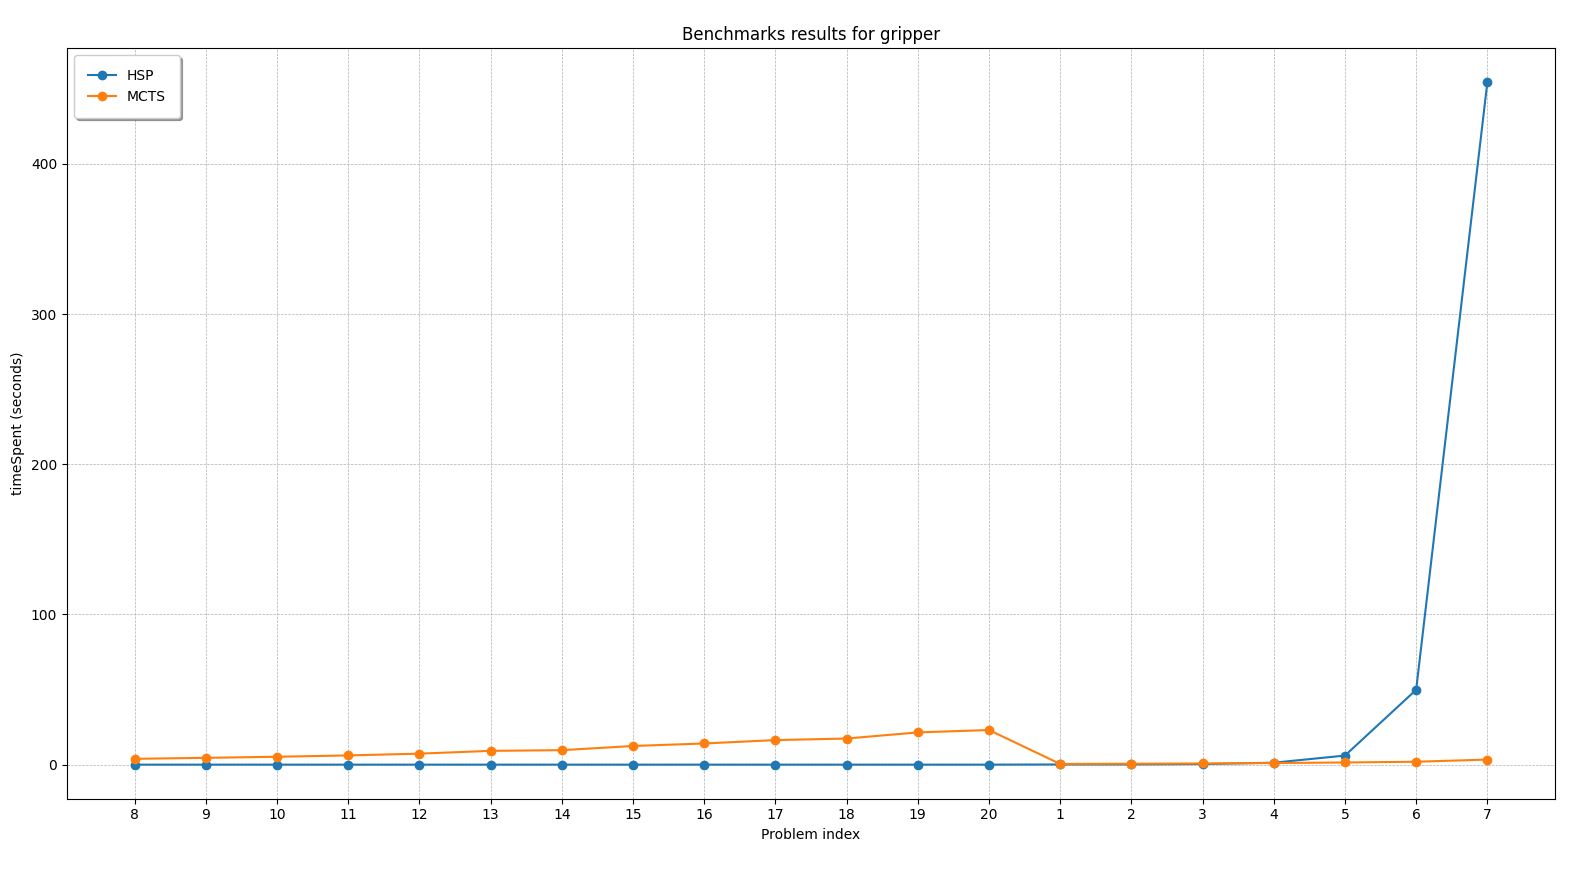 Benchmarks results for gripper
HSP
MCTS
400
300
200
100
0
timeSpent (seconds)
8 9 10 11 12 13 14 15 16 17 18 19 20 1 2 3 4 5 6 7
Problem index